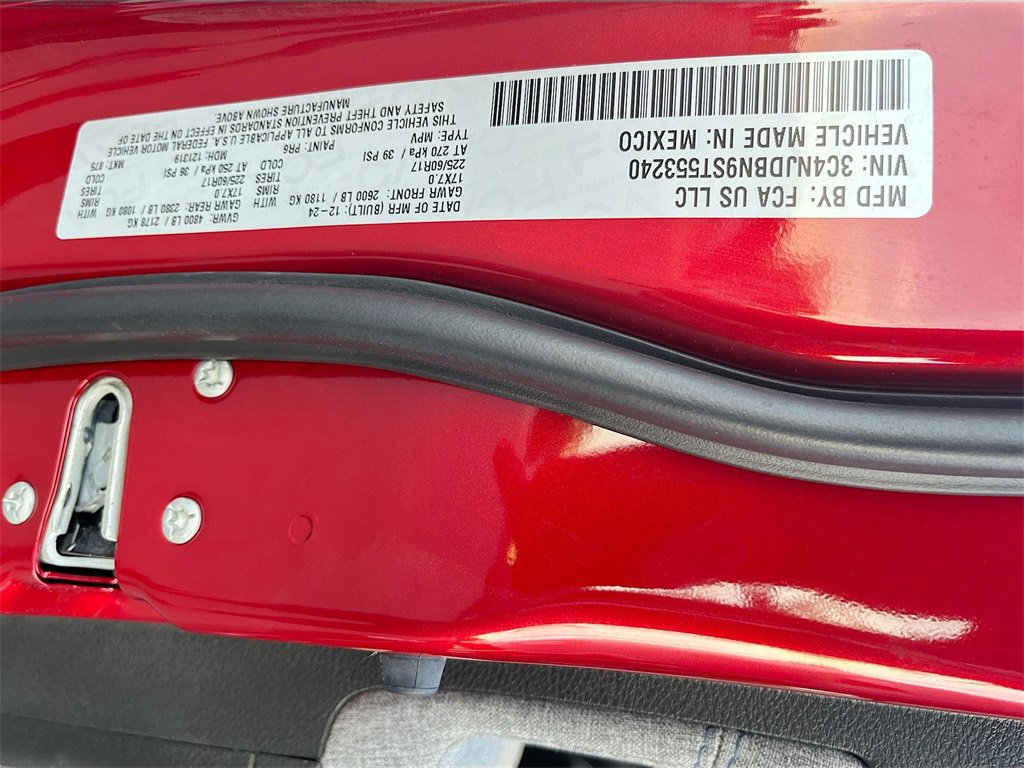 MFD BY: FCA US LLC
VIN: 3C4NJDBN9ST553240
VEHICLE MADE IN: MEXICO
DATE OF MFR (BUILT): 12-24
GVWR: 4800 LB 2178 KG
GAWR FRONT: 2600 LB 1180 KG
WITH
17X7.0
RIMS
225/60R17
TIRES
AT 270 kPa / 39 PSI
COLD
GAWR REAR: 2380 LB 1080 KG
WITH
17X7.0
RIMS
225/60R17
TIRES
AT 250 kPa / 36 PSI
COLD
TYPE: MPV
PAINT: PR6
MDH: 121319
MKT: 975
THIS VEHICLE CONFORMS TO ALL APPLICABLE U.S.A. FEDERAL MOTOR VEHICLE
SAFETY AND THEFT PREVENTION STANDARDS IN EFFECT ON THE DATE OF
MANUFACTURE SHOWN ABOVE.